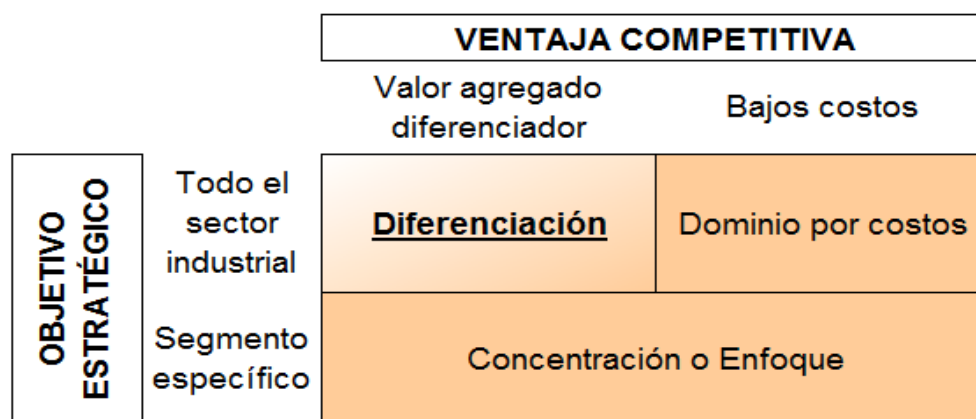 VENTAJA COMPETITIVA
Valor agregado
diferenciador
Bajos costos
OBJETIVO
ESTRATÉGICO
Todo el
sector
industrial
Diferenciación
Dominio por costos
Segmento
específico
Concentración o Enfoque